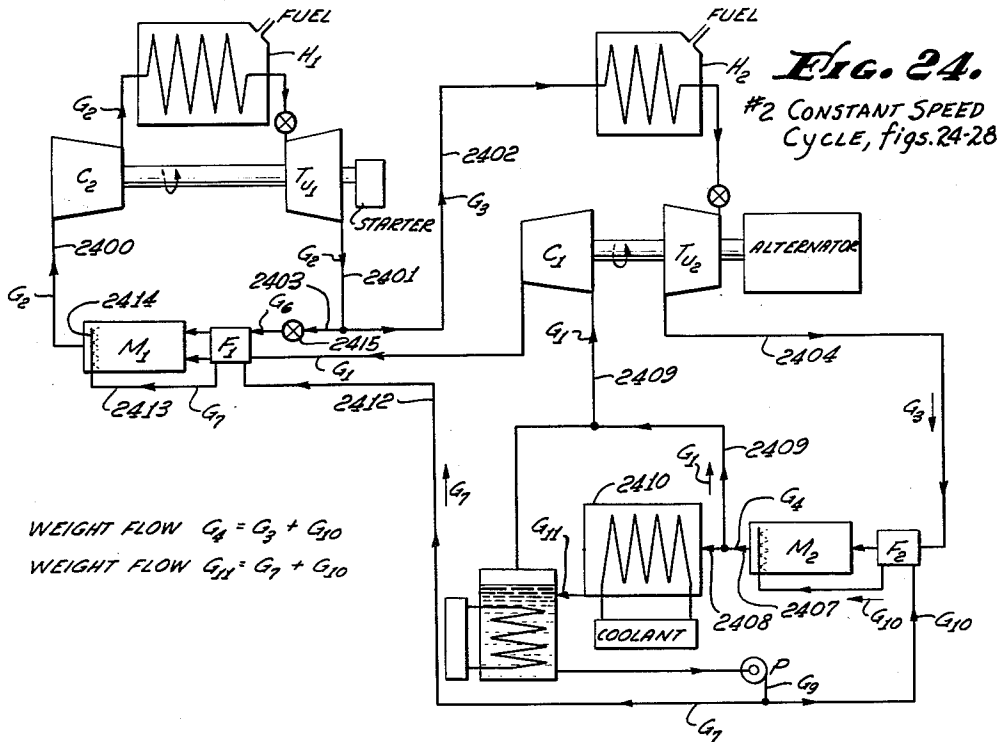 FUEL
H1
G2
C2
TU1
STARTER
2400
G2
2401
G2
2403
G6
2415
2414
M1
F1
G1
2413
G7
2412
2402
G3
FUEL
H2
FIG. 24.
#2 CONSTANT SPEED
CYCLE, figs. 24-28
C1
TU2
ALTERNATOR
G1
2409
2404
G3
G7
2410
G1
2409
G4
M2
F2
G11
COOLANT
2408
2407
G10
G10
P
G9
G7
WEIGHT FLOW G4 = G3 + G10
WEIGHT FLOW G11 = G7 + G10